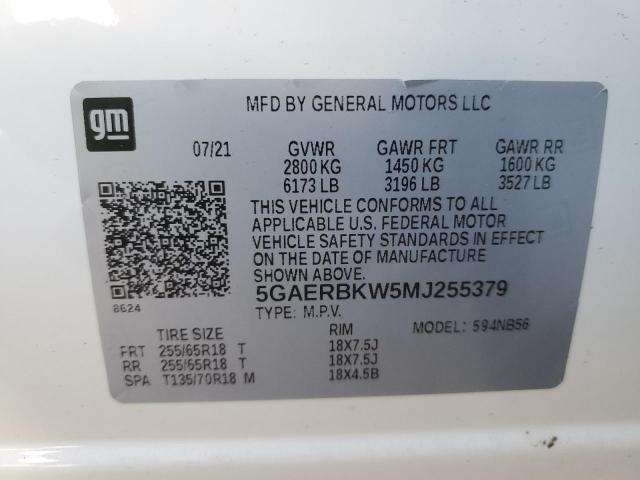 gm
MFD BY GENERAL MOTORS LLC
07/21 GVWR GAWR FRT GAWR RR
2800 KG 1450 KG 1600 KG
6173 LB 3196 LB 3527 LB
THIS VEHICLE CONFORMS TO ALL
APPLICABLE U.S. FEDERAL MOTOR
VEHICLE SAFETY STANDARDS IN EFFECT
ON THE DATE OF MANUFACTURE
SHOWN ABOVE.
8624
5GAERBKW5MJ255379
TYPE: M.P.V. MODEL: 594NB56
TIRE SIZE RIM
FRT 255/65R18 T 18X7.5J
RR 255/65R18 T 18X7.5J
SPA T135/70R18 M 18X4.5B